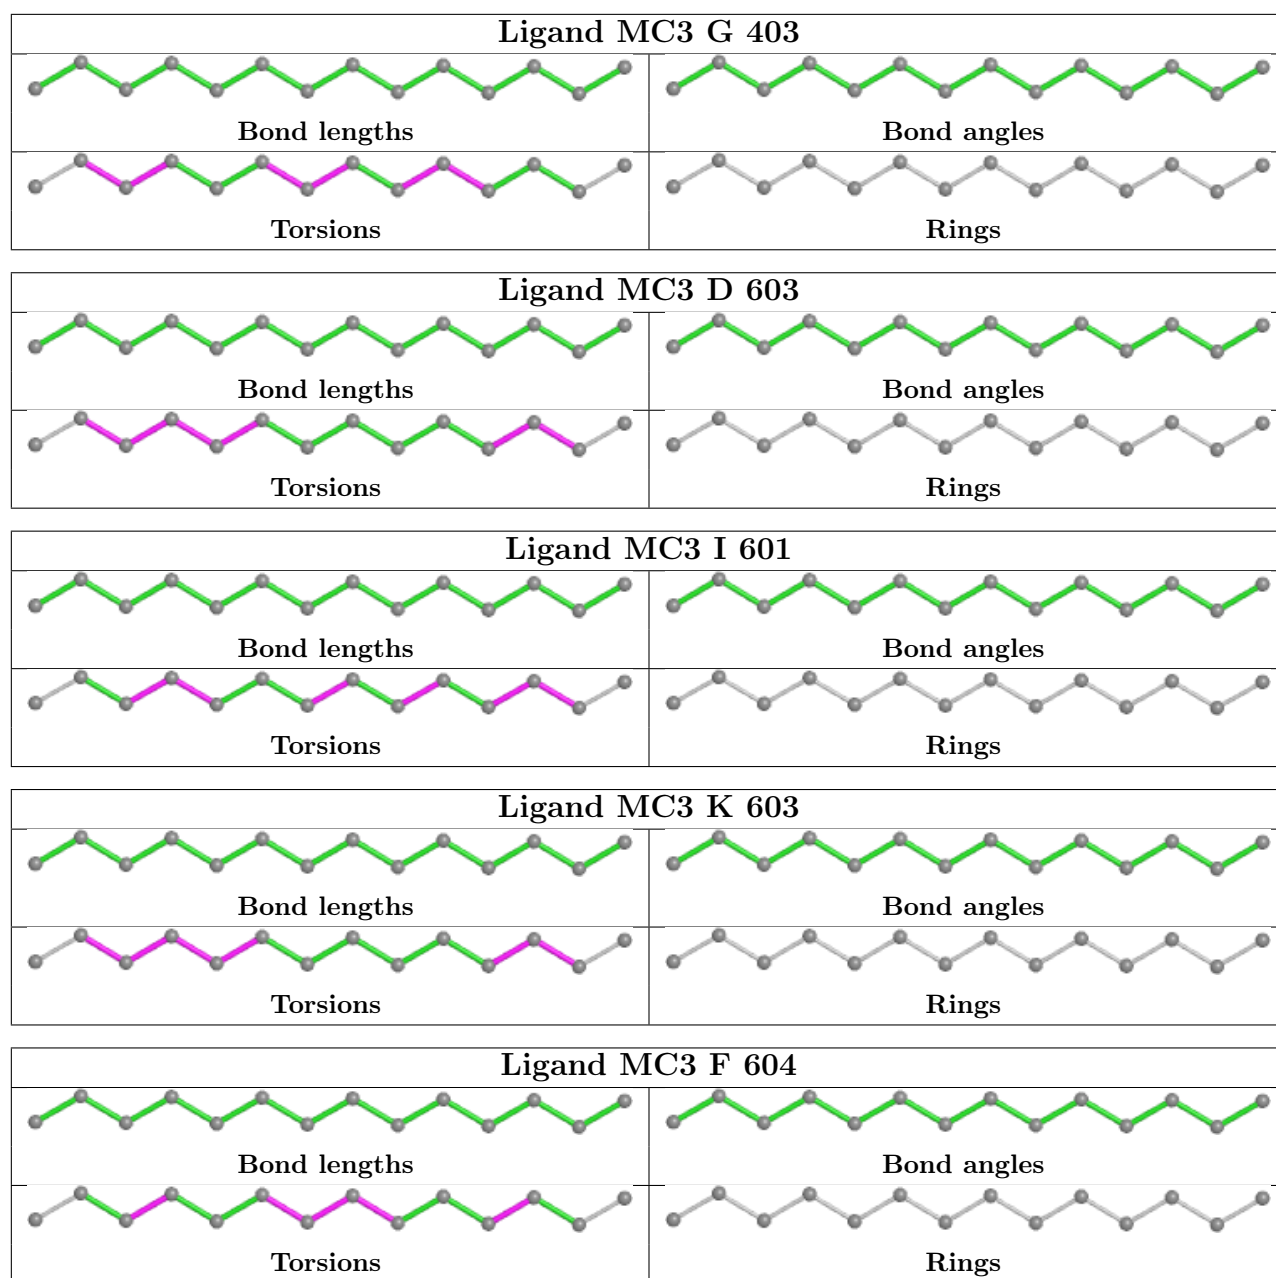 Ligand MC3 G 403
Bond lengths Bond angles
Torsions Rings
Ligand MC3 D 603
Bond lengths Bond angles
Torsions Rings
Ligand MC3 I 601
Bond lengths Bond angles
Torsions Rings
Ligand MC3 K 603
Bond lengths Bond angles
Torsions Rings
Ligand MC3 F 604
Bond lengths Bond angles
Torsions Rings